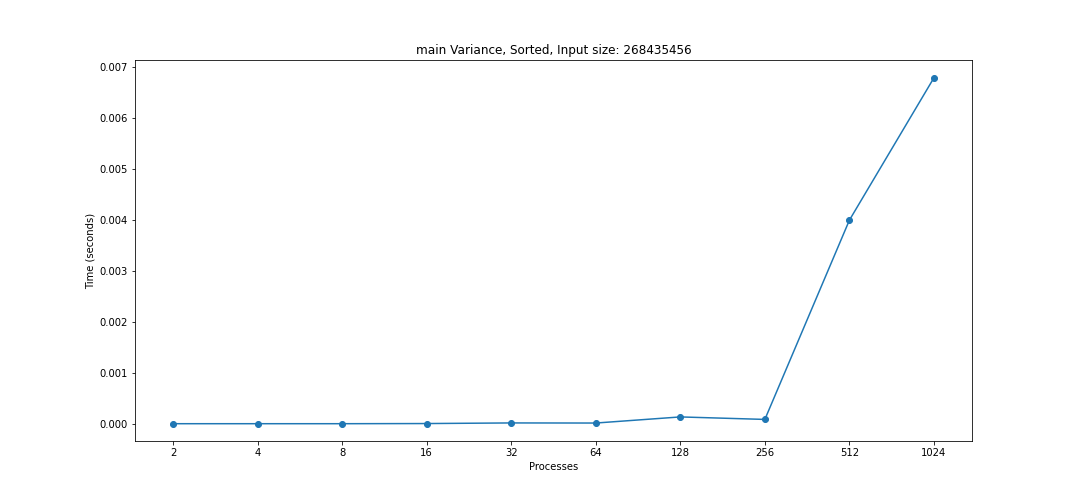 main Variance, Sorted, Input size: 268435456
0.007
0.006
0.005
0.004
0.003
0.002
0.001
0.000
Time (seconds)
2 4 8 16 32 64 128 256 512 1024
Processes